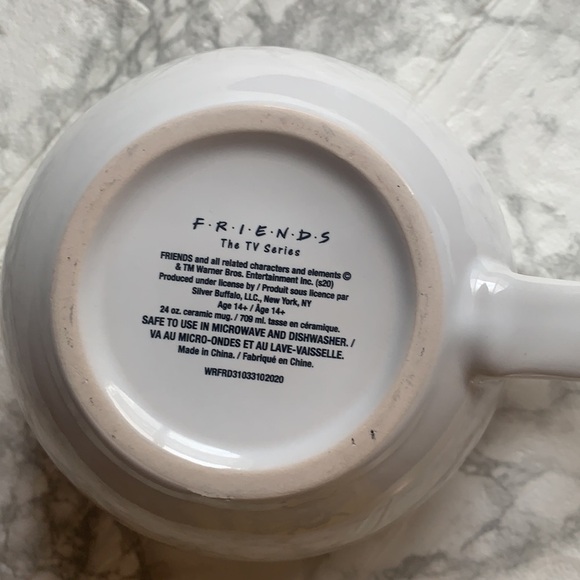 F·R·I·E·N·D·S
The TV Series
FRIENDS and all related characters and elements ©
& TM Warner Bros. Entertainment Inc. (s20)
Produced under license by / Produit sous licence par
Silver Buffalo, LLC., New York, NY
Age 14+ / Âge 14+
24 oz. ceramic mug. / 709 ml. tasse en céramique.
SAFE TO USE IN MICROWAVE AND DISHWASHER. /
VA AU MICRO-ONDES ET AU LAVE-VAISSELLE.
Made in China. / Fabriqué en Chine.
WRFRD31033102020